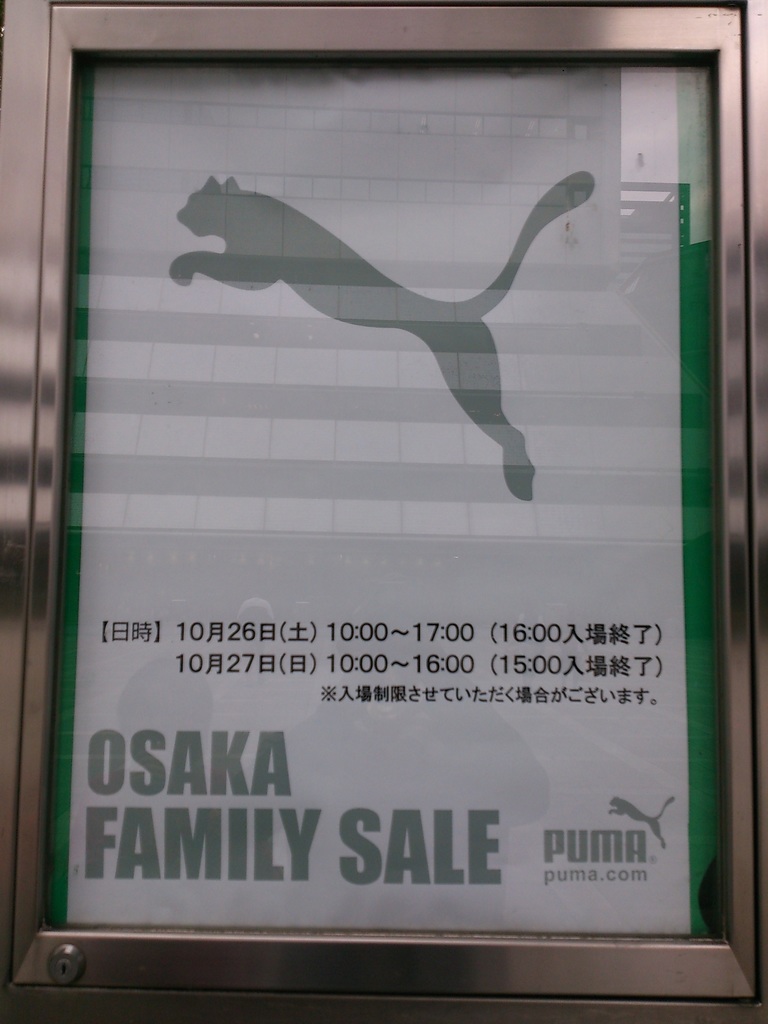 【日時】 10月26日(土) 10:00～17:00 (16:00入場終了)
10月27日(日) 10:00～16:00 (15:00入場終了)
※入場制限させていただく場合がございます。
OSAKA
FAMILY SALE
PUMA®
puma.com